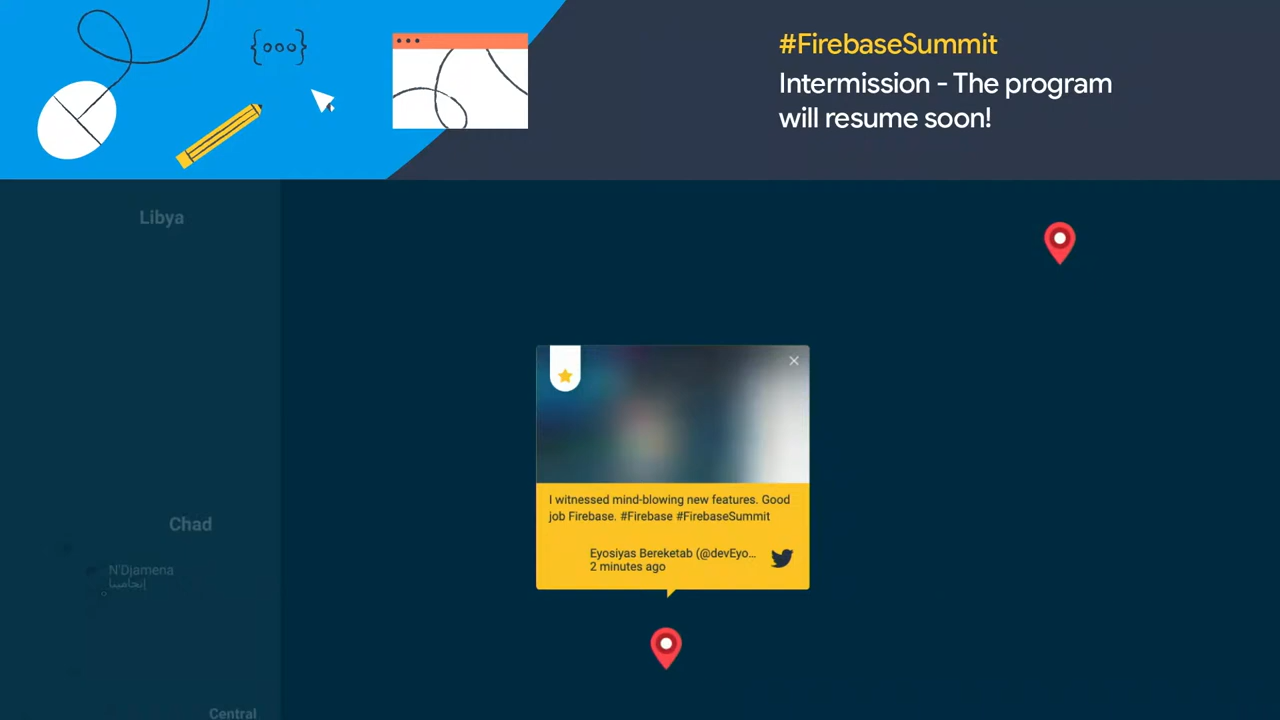 {ooo}
#FirebaseSummit
Intermission - The program
will resume soon!
Libya
I witnessed mind-blowing new features. Good
job Firebase. #Firebase #FirebaseSummit
Eyosiyas Bereketab (@devEyo...
2 minutes ago
Chad
N'Djamena
إنجامينا
Central